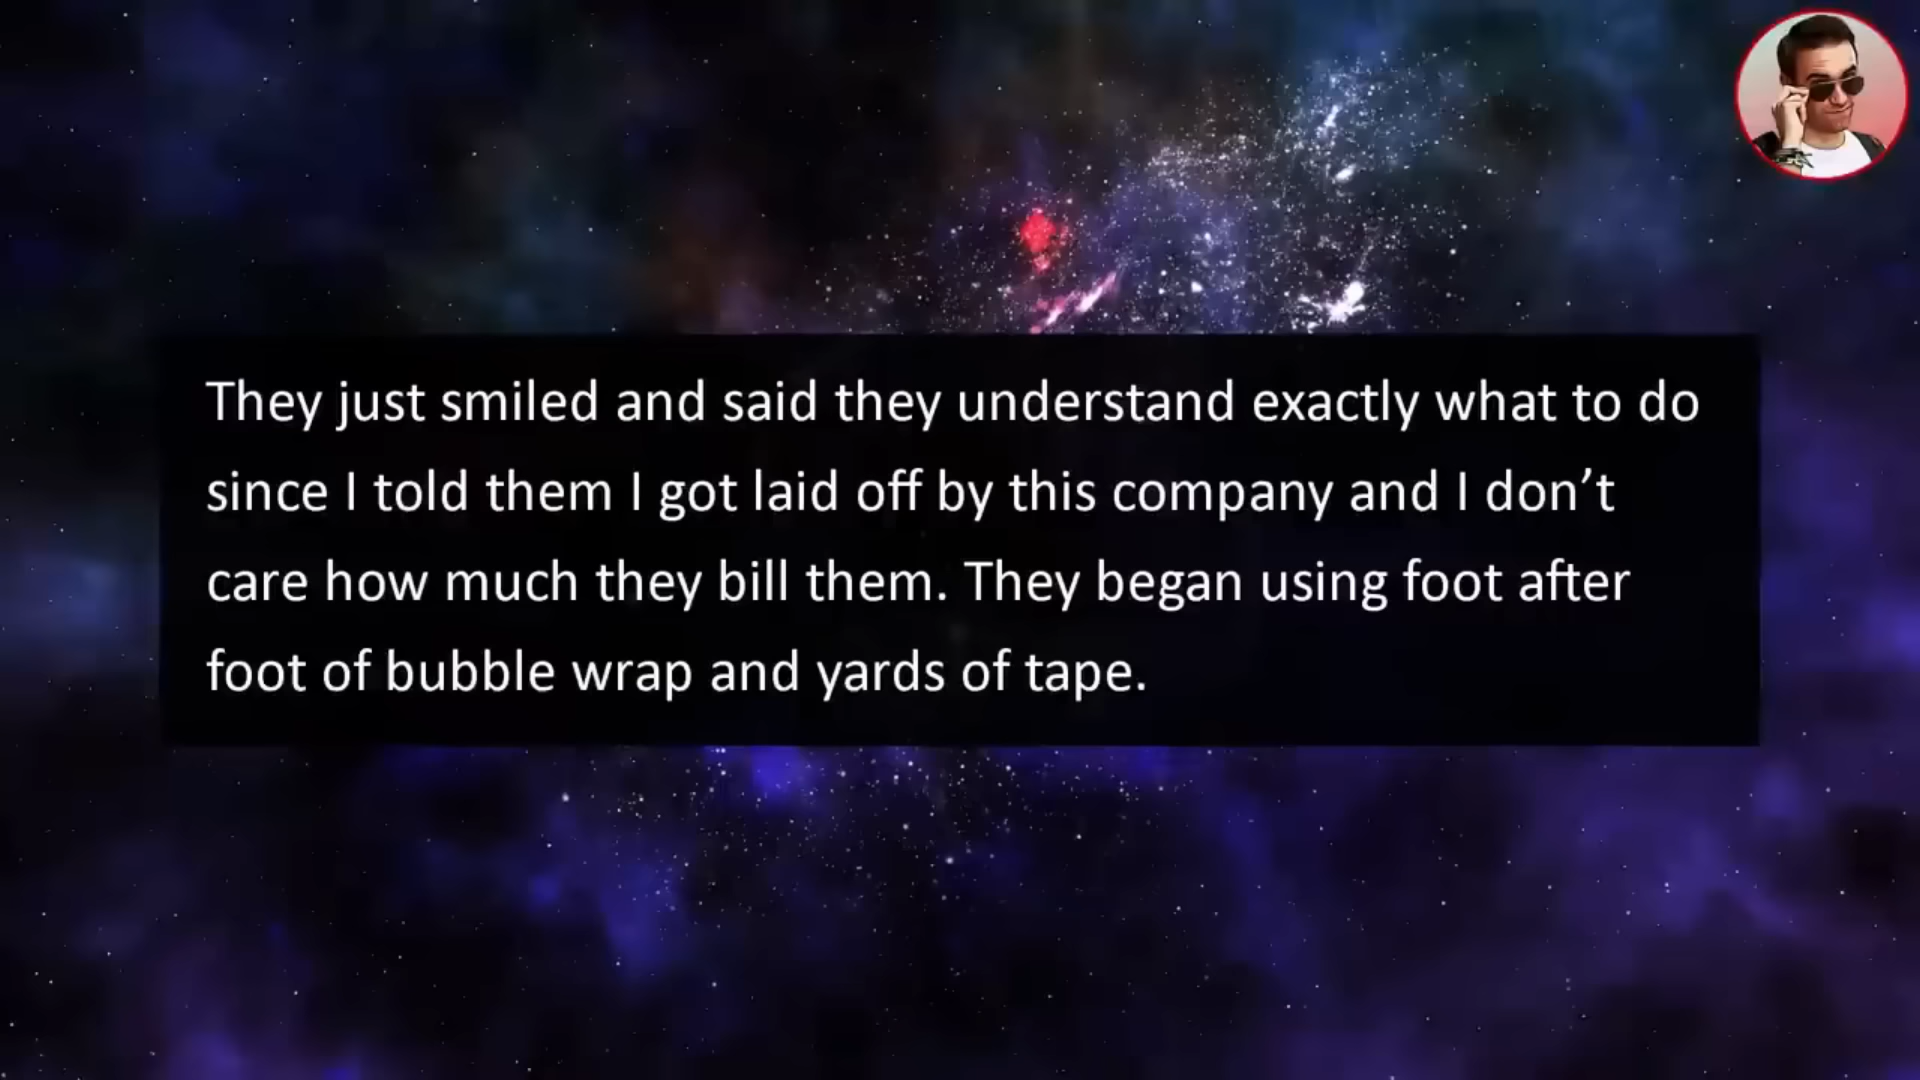 They just smiled and said they understand exactly what to do
since I told them I got laid off by this company and I don’t
care how much they bill them. They began using foot after
foot of bubble wrap and yards of tape.